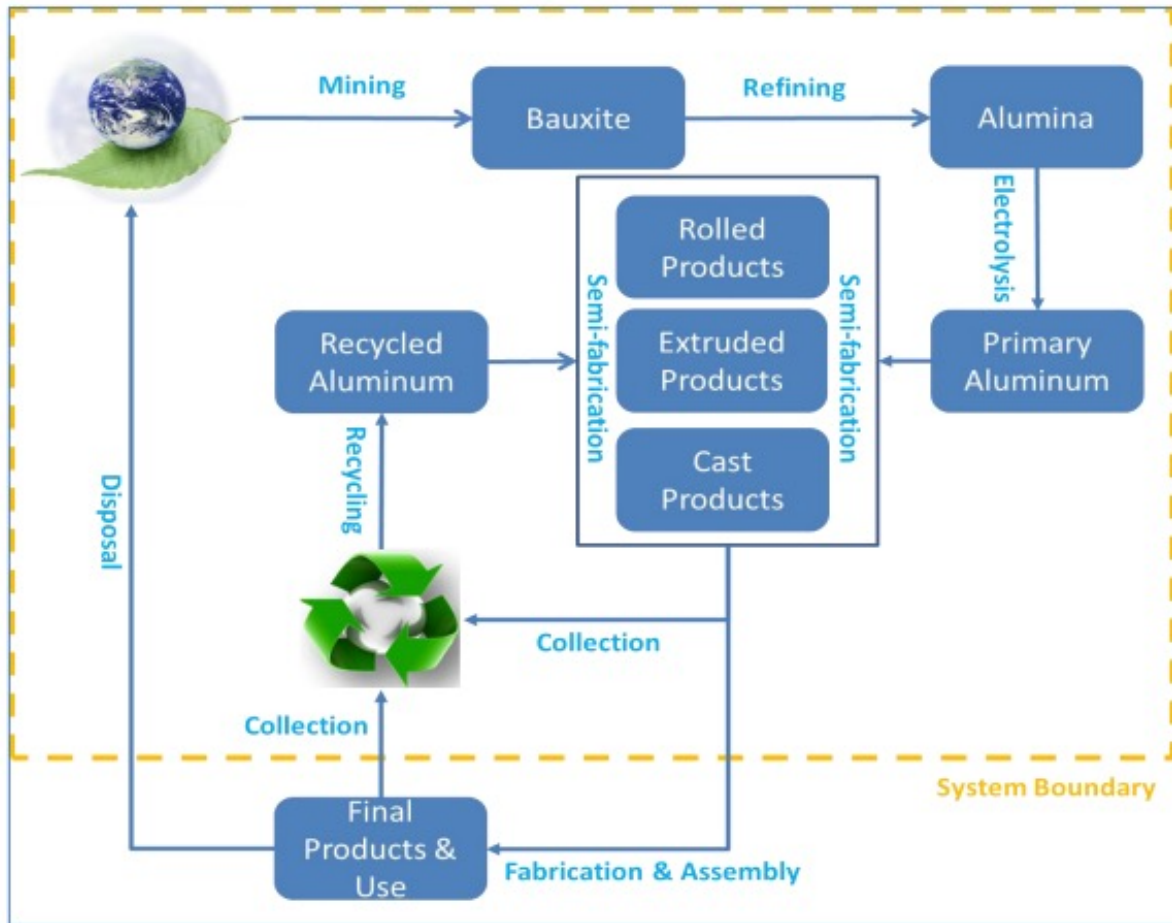 Mining
Bauxite
Refining
Alumina
Electrolysis
Rolled
Products
Semi-fabrication
Semi-fabrication
Recycled
Aluminum
Extruded
Products
Primary
Aluminum
Cast
Products
Recycling
Disposal
Collection
Collection
System Boundary
Final
Products &
Use
Fabrication & Assembly